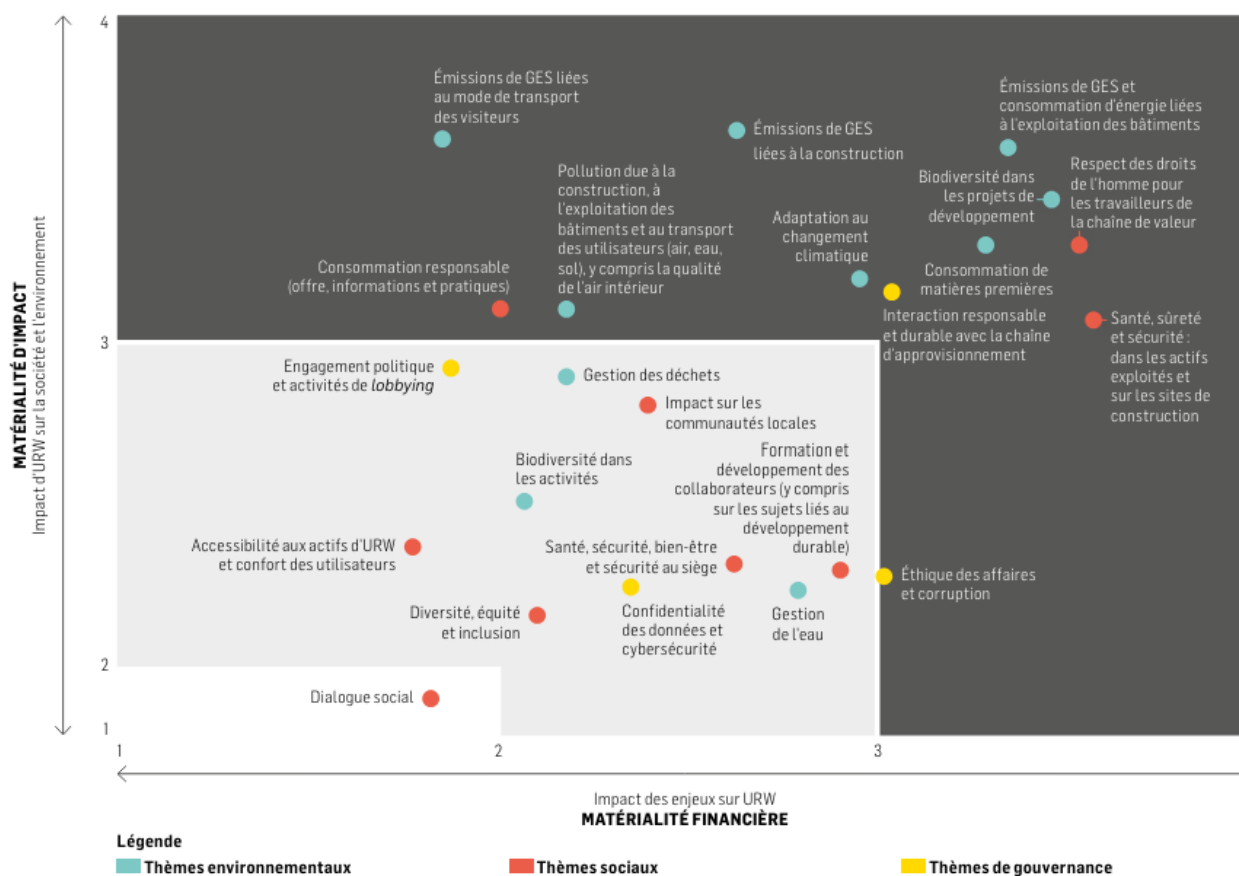 4
Émissions de GES liées
au mode de transport
des visiteurs
Émissions de GES
liées à la construction
Émissions de GES et
consommation d'énergie liées
à l'exploitation des bâtiments
Pollution due à la
construction, à
l'exploitation des
bâtiments et au transport
des utilisateurs (air, eau,
sol), y compris la qualité
de l'air intérieur
Biodiversité dans
les projets de
développement
Respect des droits
de l'homme pour
les travailleurs de
la chaîne de valeur
Adaptation au
changement
climatique
Consommation responsable
(offre, informations et pratiques)
Consommation de
matières premières
Interaction responsable
et durable avec la chaîne
d'approvisionnement
Santé, sûreté
et sécurité :
dans les actifs
exploités et
sur les sites de
construction
MATÉRIALITÉ D'IMPACT
Impact d'URW sur la société et l'environnement
3
Engagement politique
et activités de lobbying
Gestion des déchets
Impact sur les
communautés locales
Biodiversité dans
les activités
Formation et
développement des
collaborateurs (y compris
sur les sujets liés au
développement
durable)
Accessibilité aux actifs d'URW
et confort des utilisateurs
Santé, sécurité, bien-être
et sécurité au siège
Éthique des affaires
et corruption
Diversité, équité
et inclusion
Confidentialité
des données et
cybersécurité
Gestion
de l'eau
2
Dialogue social
1
1
2
3
Impact des enjeux sur URW
MATÉRIALITÉ FINANCIÈRE
Légende
Thèmes environnementaux
Thèmes sociaux
Thèmes de gouvernance